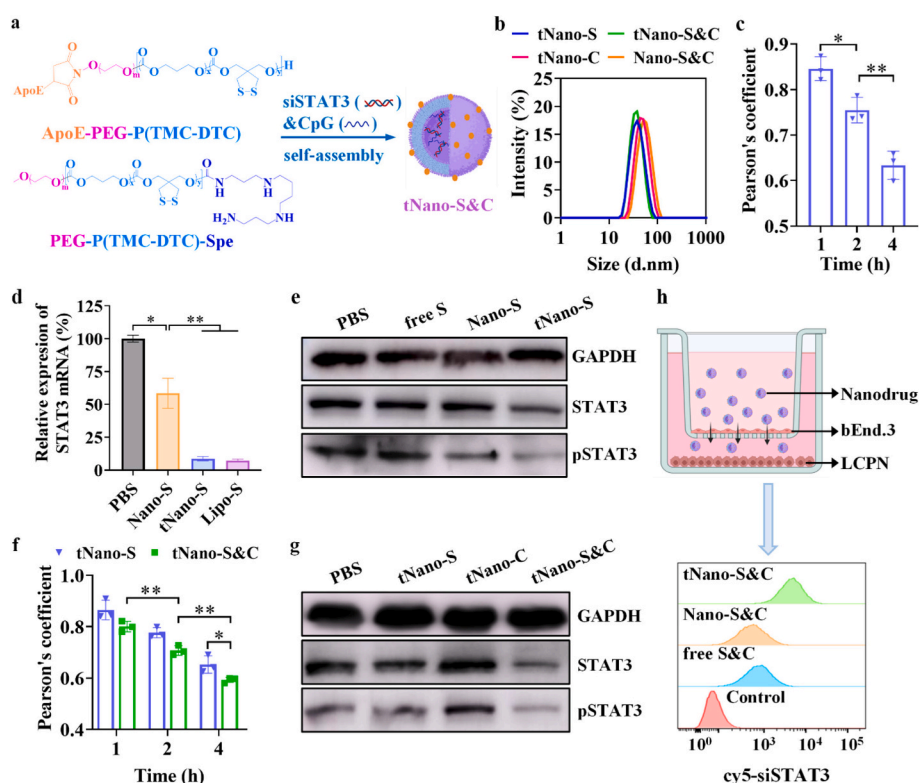 a
ApoE
N
O
O
O
O
m
O
O
O
x
O
O
O
y
H
S-S
ApoE-PEG-P(TMC-DTC)
O
m
O
O
O
x
O
O
O
y
N
H
H
N
S-S
H₂N
NH
PEG-P(TMC-DTC)-Spe
siSTAT3 ( )
&CpG ( )
self-assembly
tNano-S&C
b
tNano-S
tNano-S&C
tNano-C
Nano-S&C
Intensity (%)
25
20
15
10
5
0
1
10
100
1000
Size (d.nm)
c
Pearson's coefficient
0.9
0.8
0.7
0.6
0.5
*
**
1
2
4
Time (h)
d
Relative expresion of
STAT3 mRNA (%)
125
100
75
50
25
0
*
**
PBS
Nano-S
tNano-S
Lipo-S
e
PBS
free S
Nano-S
tNano-S
GAPDH
STAT3
pSTAT3
h
Nanodrug
bEnd.3
LCPN
f
tNano-S
tNano-S&C
Pearson's coefficient
1.0
0.8
0.6
0.4
**
**
*
1
2
4
Time (h)
g
PBS
tNano-S
tNano-C
tNano-S&C
GAPDH
STAT3
pSTAT3
tNano-S&C
Nano-S&C
free S&C
Control
10⁰
10³
10⁴
10⁵
cy5-siSTAT3